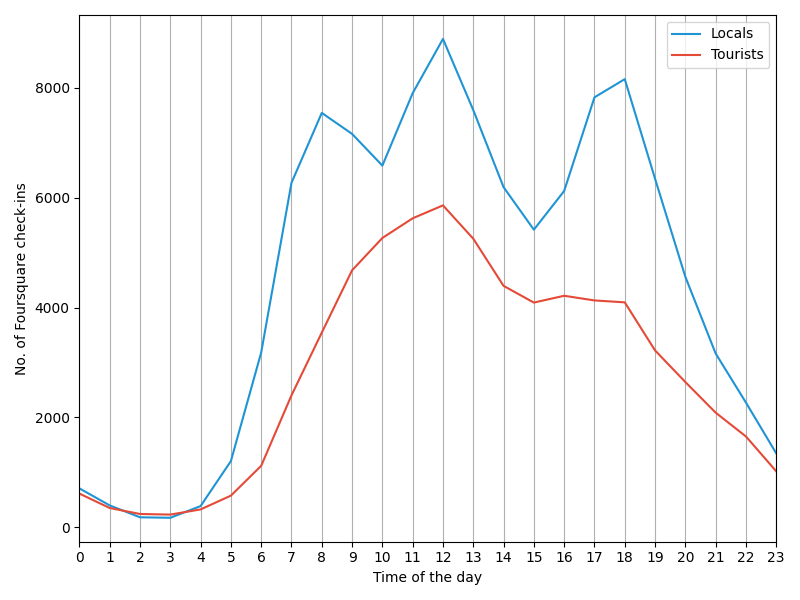 Locals
Tourists
8000
6000
4000
2000
0
No. of Foursquare check-ins
0 1 2 3 4 5 6 7 8 9 10 11 12 13 14 15 16 17 18 19 20 21 22 23
Time of the day